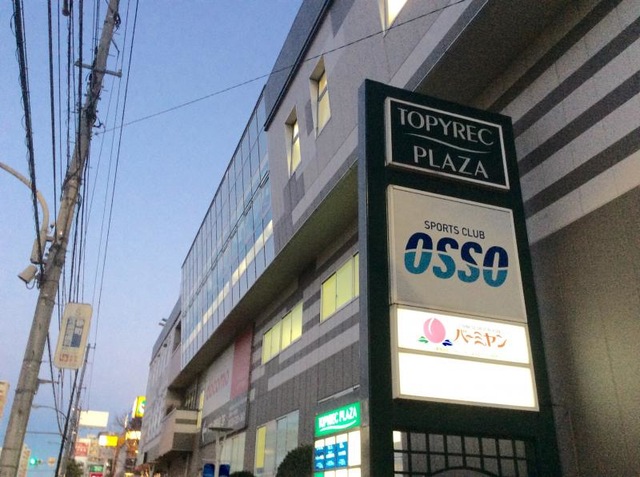 TOPYREC
PLAZA
SPORTS CLUB
OSSO
バーミヤン
TOPYREC PLAZA